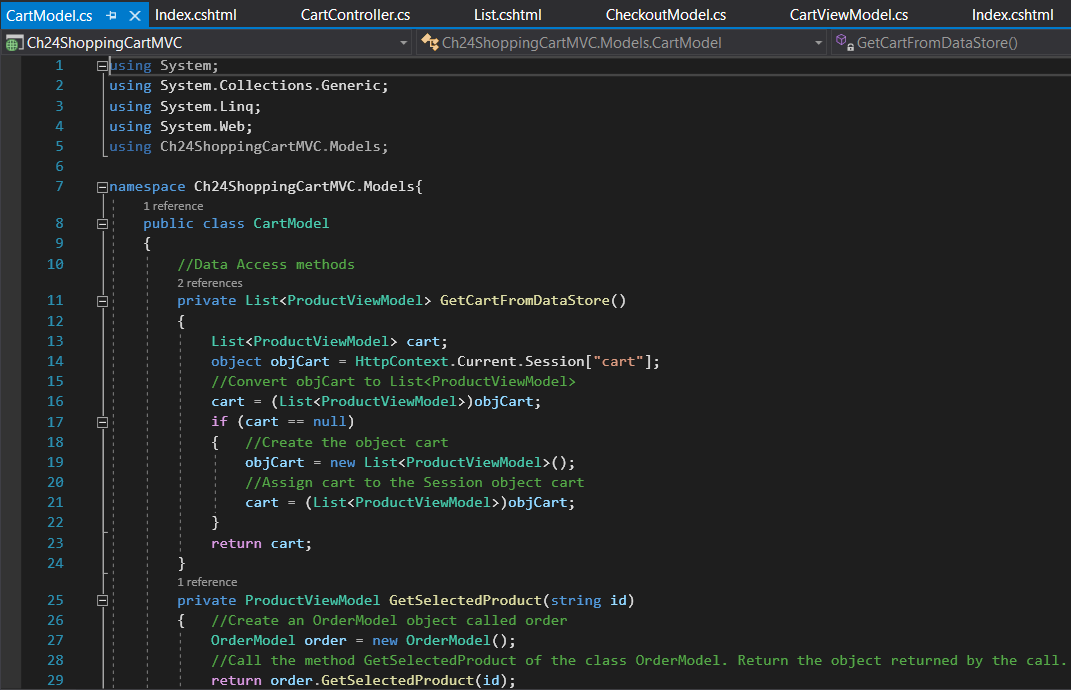 CartModel.cs Index.cshtml CartController.cs List.cshtml CheckoutModel.cs CartViewModel.cs Index.cshtml
Ch24ShoppingCartMVC Ch24ShoppingCartMVC.Models.CartModel GetCartFromDataStore()
1 using System;
2 using System.Collections.Generic;
3 using System.Linq;
4 using System.Web;
5 using Ch24ShoppingCartMVC.Models;
6
7 namespace Ch24ShoppingCartMVC.Models{
1 reference
8 public class CartModel
9 {
10 //Data Access methods
2 references
11 private List<ProductViewModel> GetCartFromDataStore()
12 {
13 List<ProductViewModel> cart;
14 object objCart = HttpContext.Current.Session["cart"];
15 //Convert objCart to List<ProductViewModel>
16 cart = (List<ProductViewModel>)objCart;
17 if (cart == null)
18 { //Create the object cart
19 objCart = new List<ProductViewModel>();
20 //Assign cart to the Session object cart
21 cart = (List<ProductViewModel>)objCart;
22 }
23 return cart;
24 }
1 reference
25 private ProductViewModel GetSelectedProduct(string id)
26 { //Create an OrderModel object called order
27 OrderModel order = new OrderModel();
28 //Call the method GetSelectedProduct of the class OrderModel. Return the object returned by the call.
29 return order.GetSelectedProduct(id);